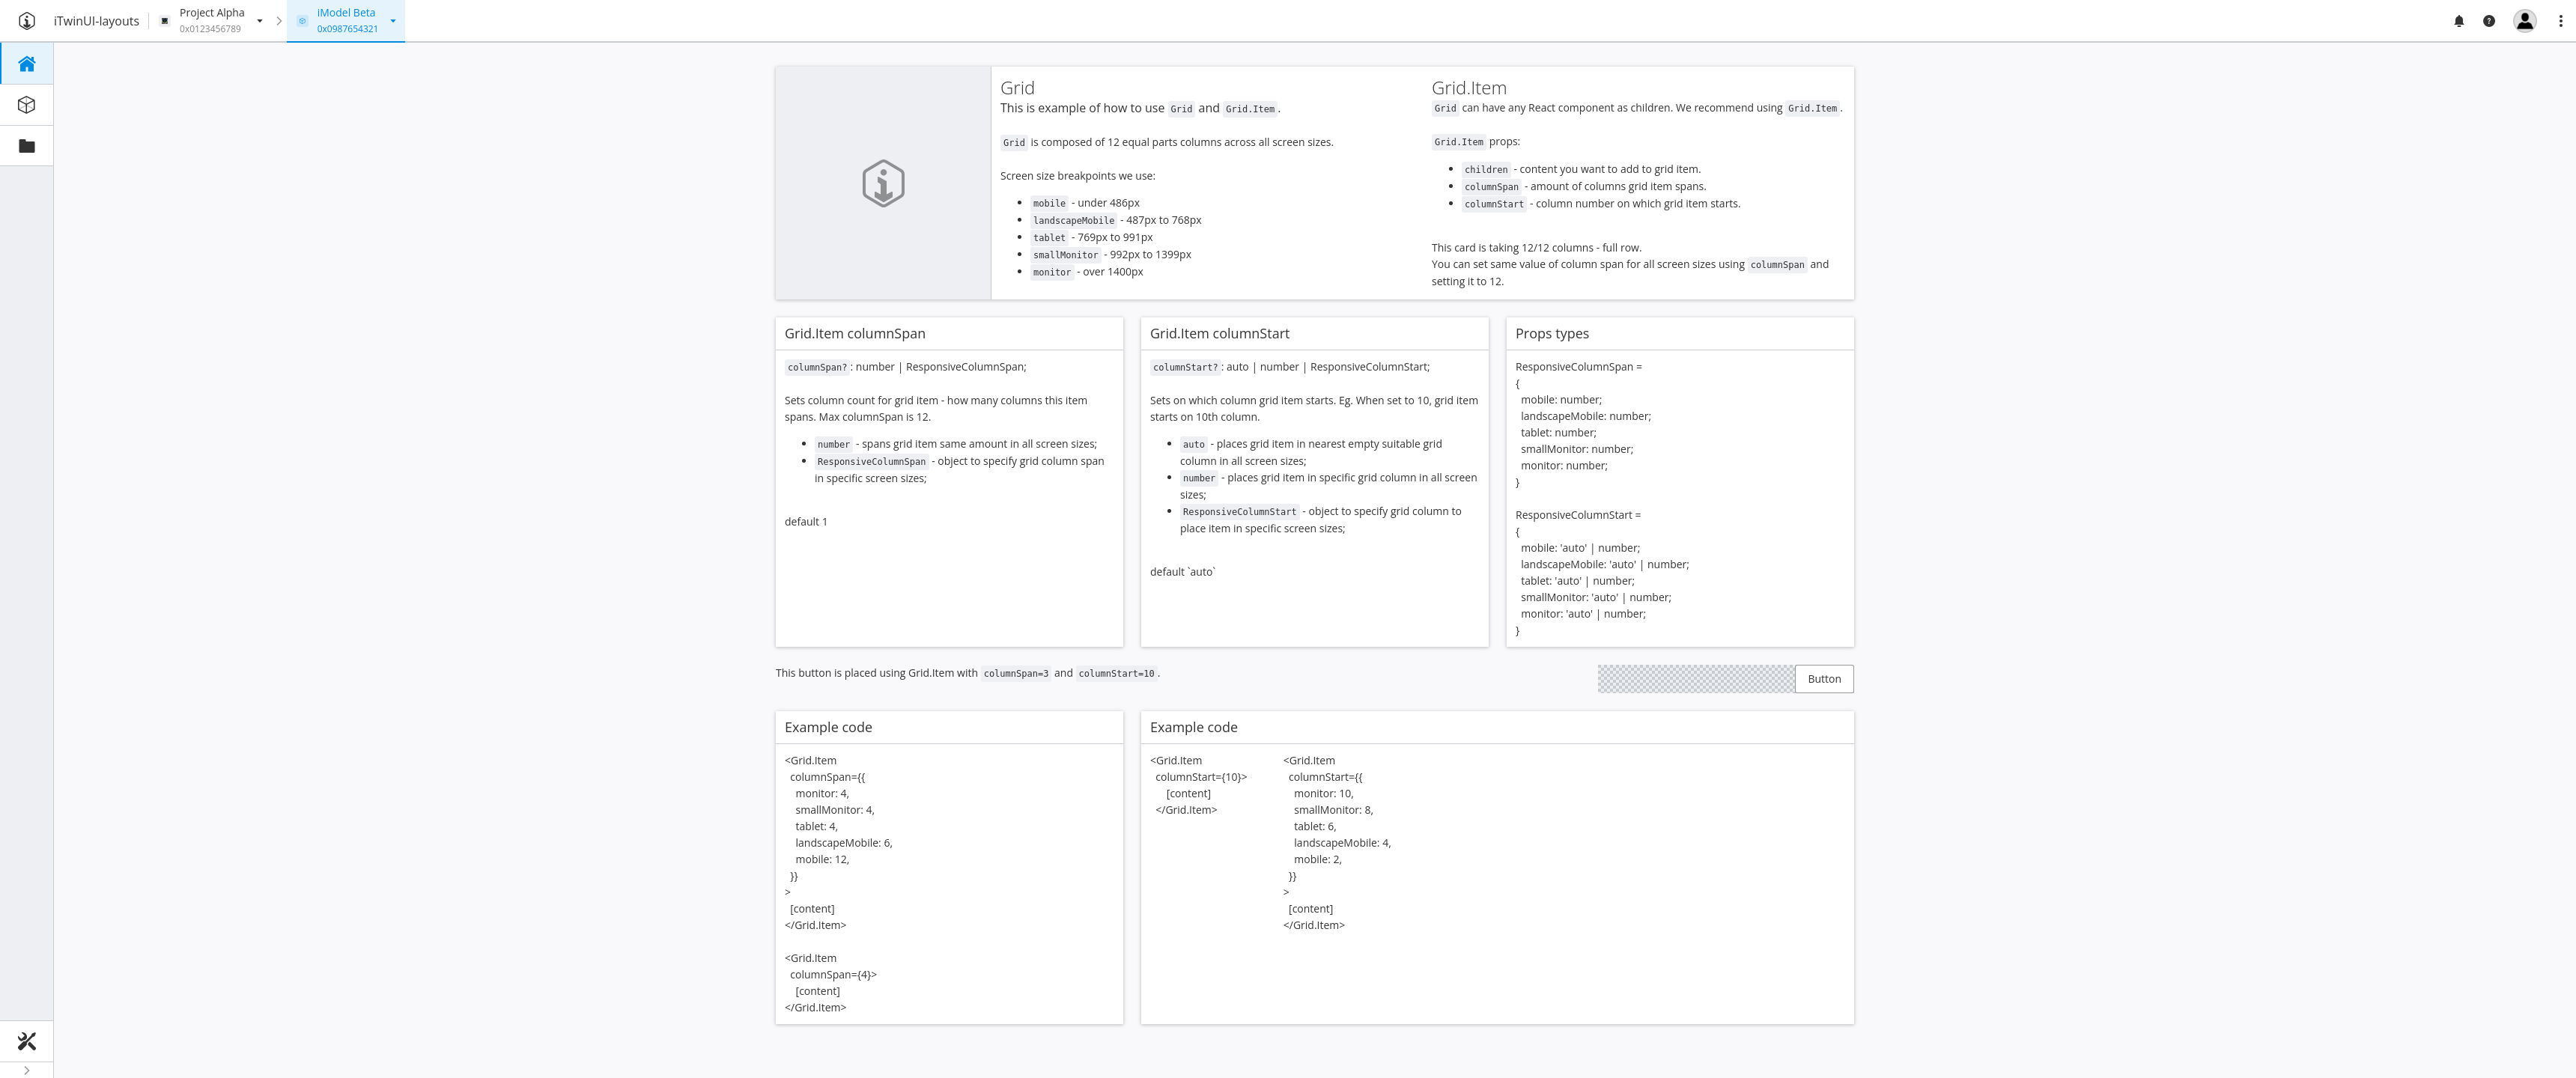 iTwinUI-layouts
Project Alpha
0x0123456789
iModel Beta
0x0987654321
Grid
This is example of how to use Grid and Grid.Item.
Grid is composed of 12 equal parts columns across all screen sizes.
Screen size breakpoints we use:
mobile - under 486px
landscapeMobile - 487px to 768px
tablet - 769px to 991px
smallMonitor - 992px to 1399px
monitor - over 1400px
Grid.Item
Grid can have any React component as children. We recommend using Grid.Item.
Grid.Item props:
children - content you want to add to grid item.
columnSpan - amount of columns grid item spans.
columnStart - column number on which grid item starts.
This card is taking 12/12 columns - full row.
You can set same value of column span for all screen sizes using columnSpan and
setting it to 12.
Grid.Item columnSpan
columnSpan?: number | ResponsiveColumnSpan;
Sets column count for grid item - how many columns this item
spans. Max columnSpan is 12.
number - spans grid item same amount in all screen sizes;
ResponsiveColumnSpan - object to specify grid column span
in specific screen sizes;
default 1
Grid.Item columnStart
columnStart?: auto | number | ResponsiveColumnStart;
Sets on which column grid item starts. Eg. When set to 10, grid item
starts on 10th column.
auto - places grid item in nearest empty suitable grid
column in all screen sizes;
number - places grid item in specific grid column in all screen
sizes;
ResponsiveColumnStart - object to specify grid column to
place item in specific screen sizes;
default `auto`
Props types
ResponsiveColumnSpan =
{
mobile: number;
landscapeMobile: number;
tablet: number;
smallMonitor: number;
monitor: number;
}
ResponsiveColumnStart =
{
mobile: 'auto' | number;
landscapeMobile: 'auto' | number;
tablet: 'auto' | number;
smallMonitor: 'auto' | number;
monitor: 'auto' | number;
}
This button is placed using Grid.Item with columnSpan=3 and columnStart=10.
Button
Example code
<Grid.Item
columnSpan={{
monitor: 4,
smallMonitor: 4,
tablet: 4,
landscapeMobile: 6,
mobile: 12,
}}
>
[content]
</Grid.Item>
<Grid.Item
columnSpan={4}>
[content]
</Grid.Item>
Example code
<Grid.Item
columnStart={10}>
[content]
</Grid.Item>
<Grid.Item
columnStart={{
monitor: 10,
smallMonitor: 8,
tablet: 6,
landscapeMobile: 4,
mobile: 2,
}}
>
[content]
</Grid.Item>